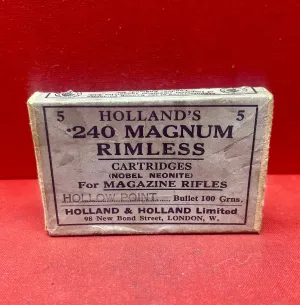 5 HOLLAND'S 5
·240 MAGNUM
RIMLESS
CARTRIDGES
(NOBEL NEONITE)
For MAGAZINE RIFLES
HOLLOW POINT Bullet 100 Grns.
HOLLAND & HOLLAND Limited
98 New Bond Street, LONDON, W.